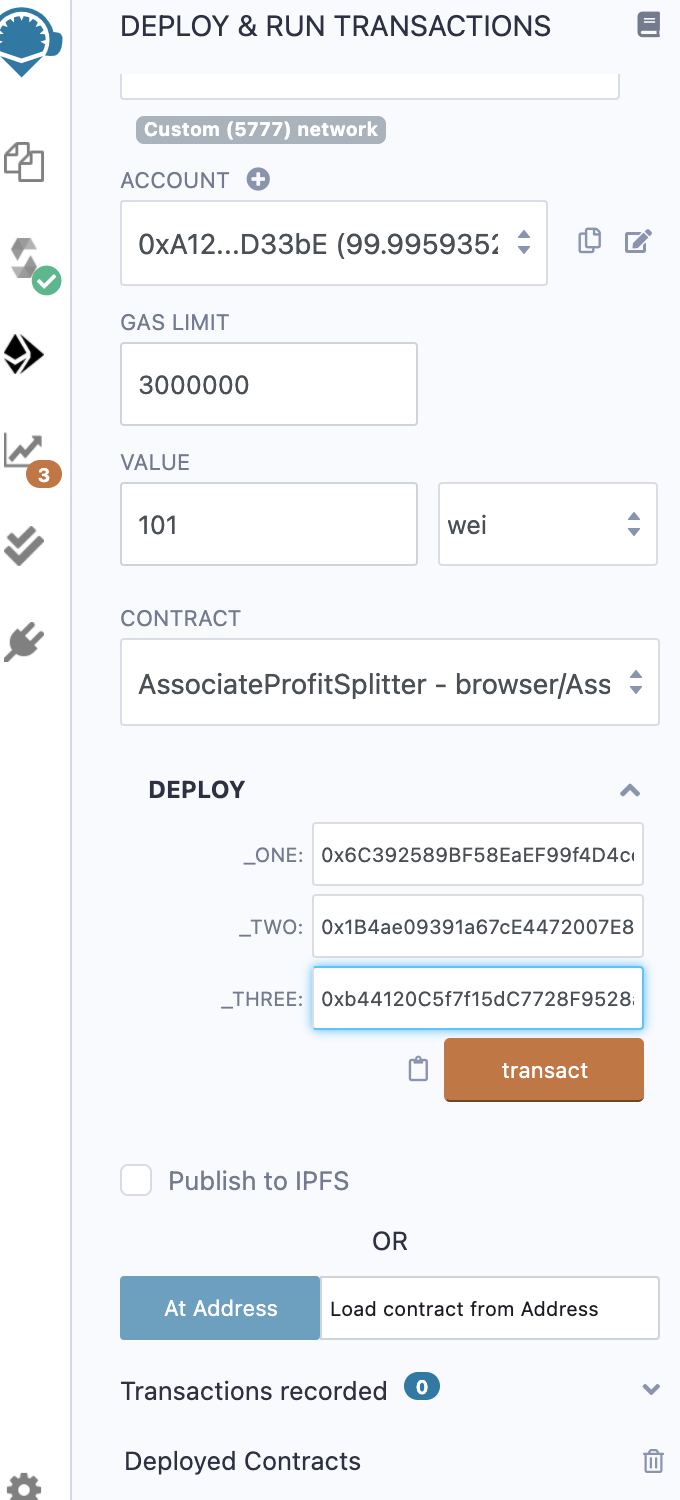 DEPLOY & RUN TRANSACTIONS
Custom (5777) network
ACCOUNT
0xA12...D33bE (99.9959352
GAS LIMIT
3000000
VALUE
101 wei
3
CONTRACT
AssociateProfitSplitter - browser/Ass
DEPLOY
_ONE: 0x6C392589BF58EaEF99f4D4c
_TWO: 0x1B4ae09391a67cE4472007E8
_THREE: 0xb44120C5f7f15dC7728F9528
transact
Publish to IPFS
OR
At Address Load contract from Address
Transactions recorded 0
Deployed Contracts